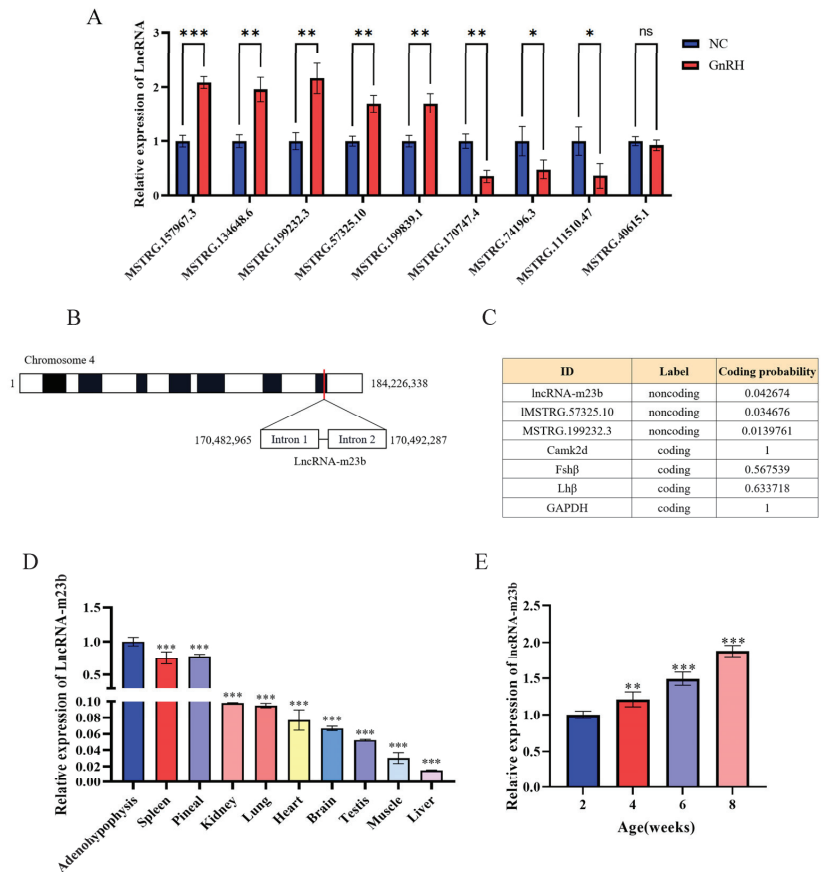 A
Relative expression of LncRNA
3
2
1
0
*** ** ** ** ** ** * * ns
NC
GnRH
MSTRG.157967.3
MSTRG.134648.6
MSTRG.199232.3
MSTRG.57325.10
MSTRG.199839.1
MSTRG.170747.4
MSTRG.74196.3
MSTRG.111510.47
MSTRG.40615.1
B
Chromosome 4
1 184,226,338
170,482,965 Intron 1 Intron 2 170,492,287
LncRNA-m23b
C
ID Label Coding probability
lncRNA-m23b noncoding 0.042674
lMSTRG.57325.10 noncoding 0.034676
MSTRG.199232.3 noncoding 0.0139761
Camk2d coding 1
Fshβ coding 0.567539
Lhβ coding 0.633718
GAPDH coding 1
D
Relative expression of LncRNA-m23b
1.5
1.0
0.5
0.10
0.08
0.06
0.04
0.02
0.00
*** *** *** *** *** *** *** *** ***
Adenohypophysis
Spleen
Pineal
Kidney
Lung
Heart
Brain
Testis
Muscle
Liver
E
Relative expression of lncRNA-m23b
2.5
2.0
1.5
1.0
0.5
0.0
** *** ***
2 4 6 8
Age(weeks)